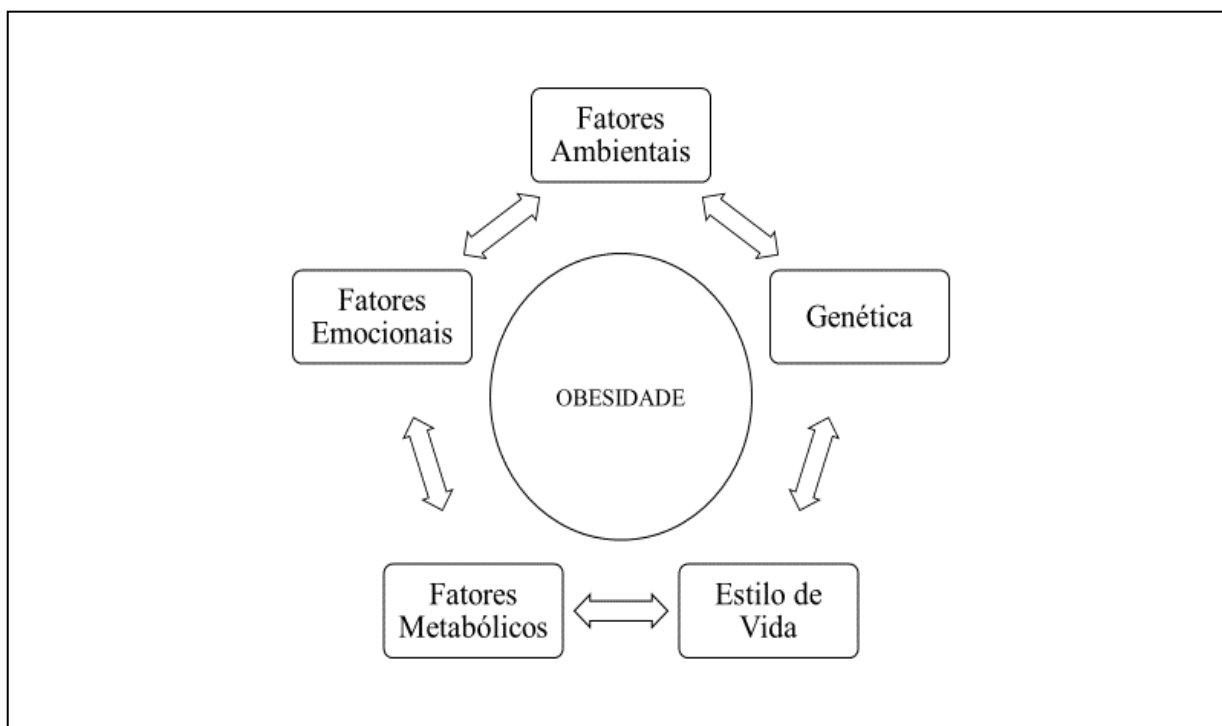 Fatores
Ambientais
Fatores
Emocionais
Genética
OBESIDADE
Fatores
Metabólicos
Estilo de
Vida